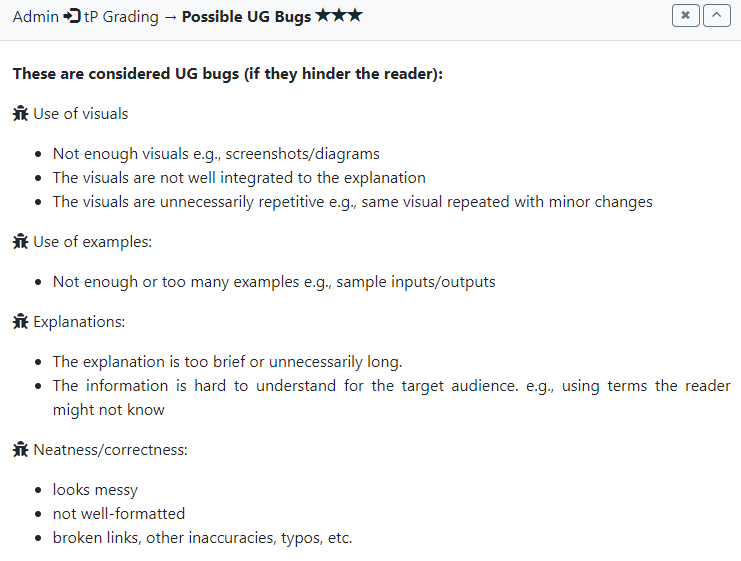 Admin tP Grading → Possible UG Bugs ★★★
These are considered UG bugs (if they hinder the reader):
Use of visuals
• Not enough visuals e.g., screenshots/diagrams
• The visuals are not well integrated to the explanation
• The visuals are unnecessarily repetitive e.g., same visual repeated with minor changes
Use of examples:
• Not enough or too many examples e.g., sample inputs/outputs
Explanations:
• The explanation is too brief or unnecessarily long.
• The information is hard to understand for the target audience. e.g., using terms the reader
might not know
Neatness/correctness:
• looks messy
• not well-formatted
• broken links, other inaccuracies, typos, etc.